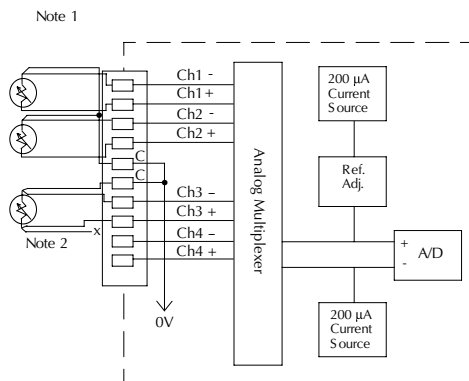 Note 1
Ch1 -
Ch1 +
Ch2 -
Ch2 +
C
C
Ch3 –
Ch3 +
Ch4 –
Ch4 +
Note 2
x
0V
Analog Multiplexer
200 µA
Current
Source
Ref.
Adj.
+
-
A/D
200 µA
Current
Source